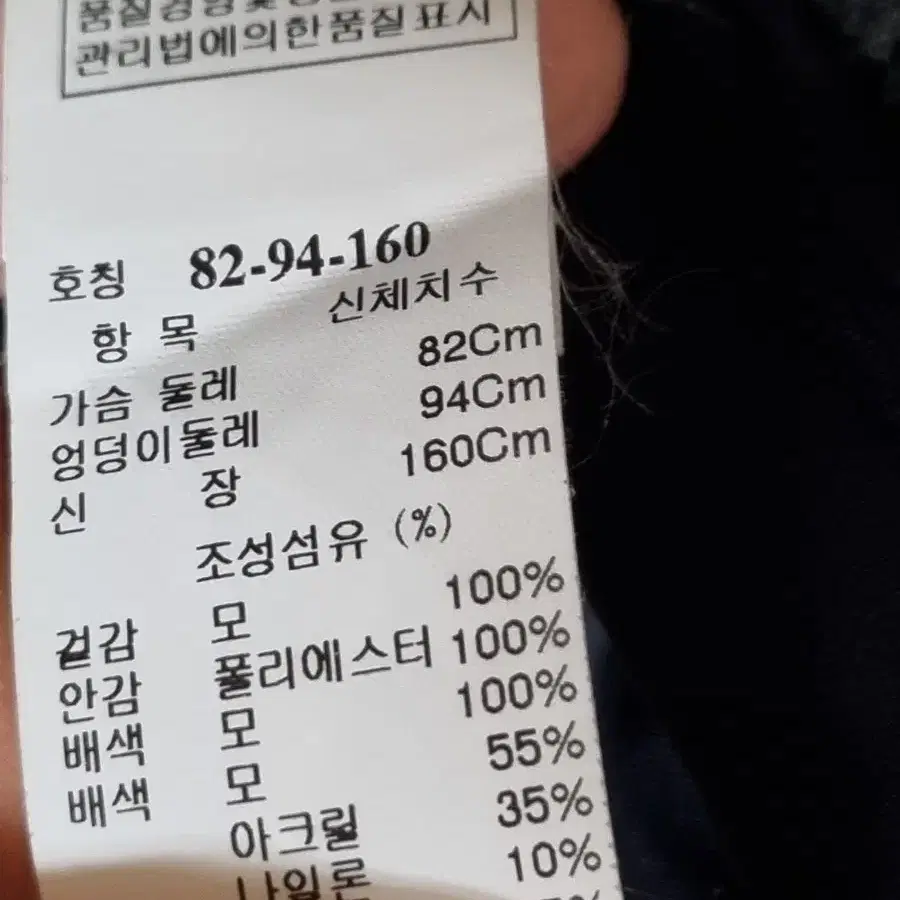 관리법에의한품질표시
호칭 82-94-160
항 목 신체치수
가슴 둘레 82Cm
엉덩이둘레 94Cm
신 장 160Cm
조성섬유 (%)
겉감 모 100%
안감 폴리에스터 100%
배색 모 100%
배색 모 55%
아크릴 35%
나일론 10%